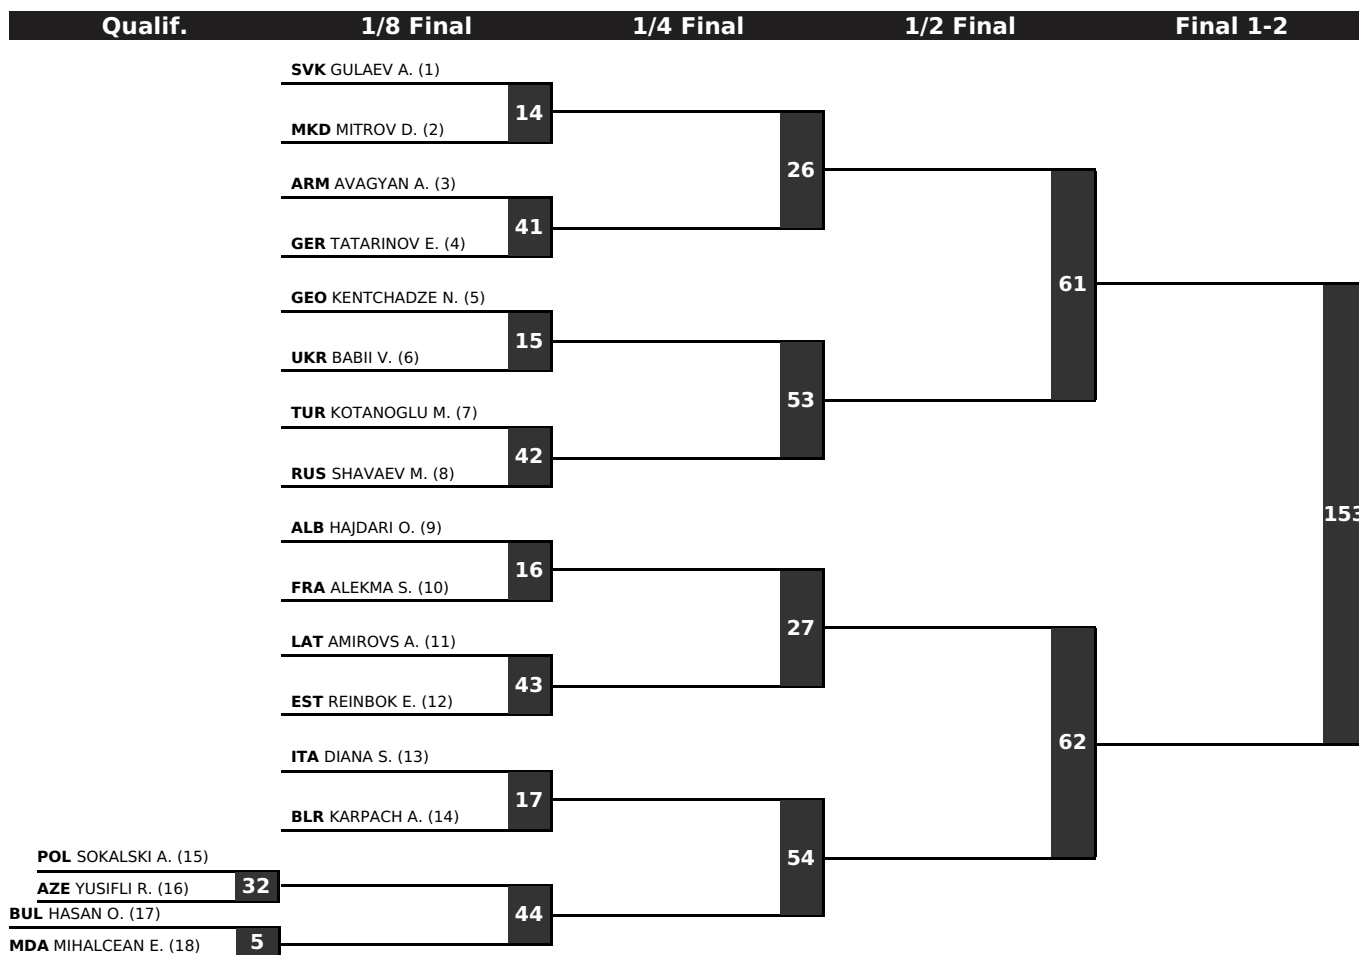 Qualif. 1/8 Final 1/4 Final 1/2 Final Final 1-2
SVK GULAEV A. (1)
14
MKD MITROV D. (2)
26
ARM AVAGYAN A. (3)
41
GER TATARINOV E. (4)
61
GEO KENTCHADZE N. (5)
15
UKR BABII V. (6)
53
TUR KOTANOGLU M. (7)
42
RUS SHAVAEV M. (8)
153
ALB HAJDARI O. (9)
16
FRA ALEKMA S. (10)
27
LAT AMIROVS A. (11)
43
EST REINBOK E. (12)
62
ITA DIANA S. (13)
17
BLR KARPACH A. (14)
54
POL SOKALSKI A. (15)
32
AZE YUSIFLI R. (16)
44
BUL HASAN O. (17)
5
MDA MIHALCEAN E. (18)